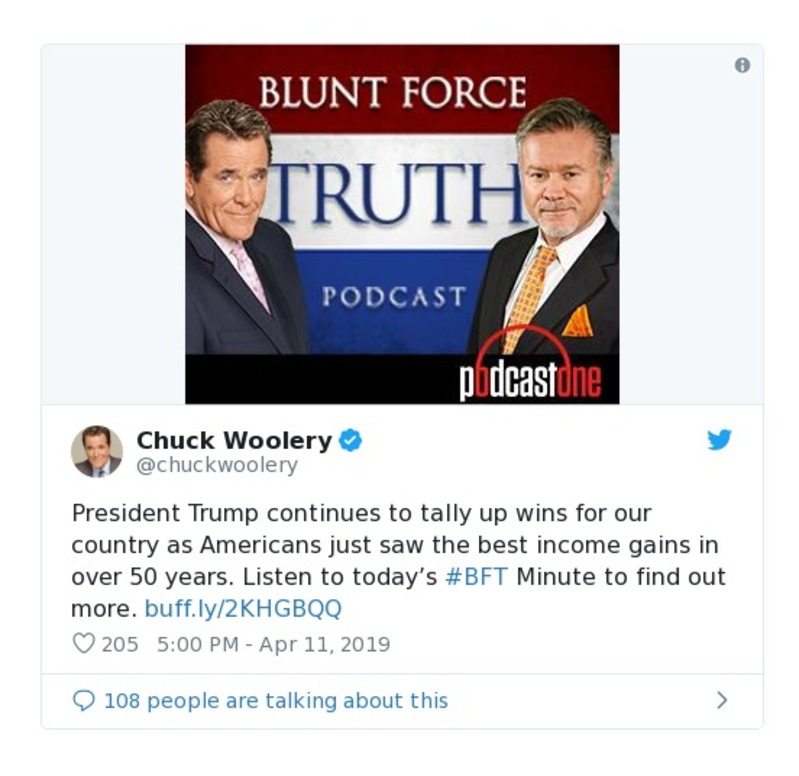 BLUNT FORCE
TRUTH
PODCAST
podcastone
Chuck Woolery
@chuckwoolery
President Trump continues to tally up wins for our
country as Americans just saw the best income gains in
over 50 years. Listen to today’s #BFT Minute to find out
more. buff.ly/2KHGBQQ
205 5:00 PM - Apr 11, 2019
108 people are talking about this